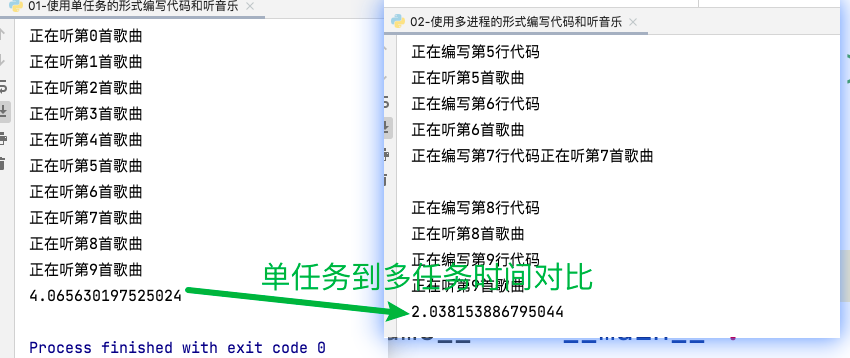 01-使用单任务的形式编写代码和听音乐
正在听第0首歌曲
正在听第1首歌曲
正在听第2首歌曲
正在听第3首歌曲
正在听第4首歌曲
正在听第5首歌曲
正在听第6首歌曲
正在听第7首歌曲
正在听第8首歌曲
正在听第9首歌曲
4.065630197525024
Process finished with exit code 0
02-使用多进程的形式编写代码和听音乐
正在编写第5行代码
正在听第5首歌曲
正在编写第6行代码
正在听第6首歌曲
正在编写第7行代码正在听第7首歌曲
正在编写第8行代码
正在听第8首歌曲
正在编写第9行代码
正在听第9首歌曲
2.038153886795044
单任务到多任务时间对比